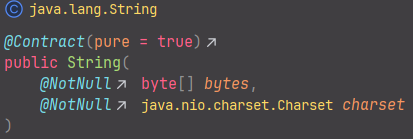 © java.lang.String
@Contract(pure = true)↗
public String(
@NotNull↗ byte[] bytes,
@NotNull↗ java.nio.charset.Charset charset
)